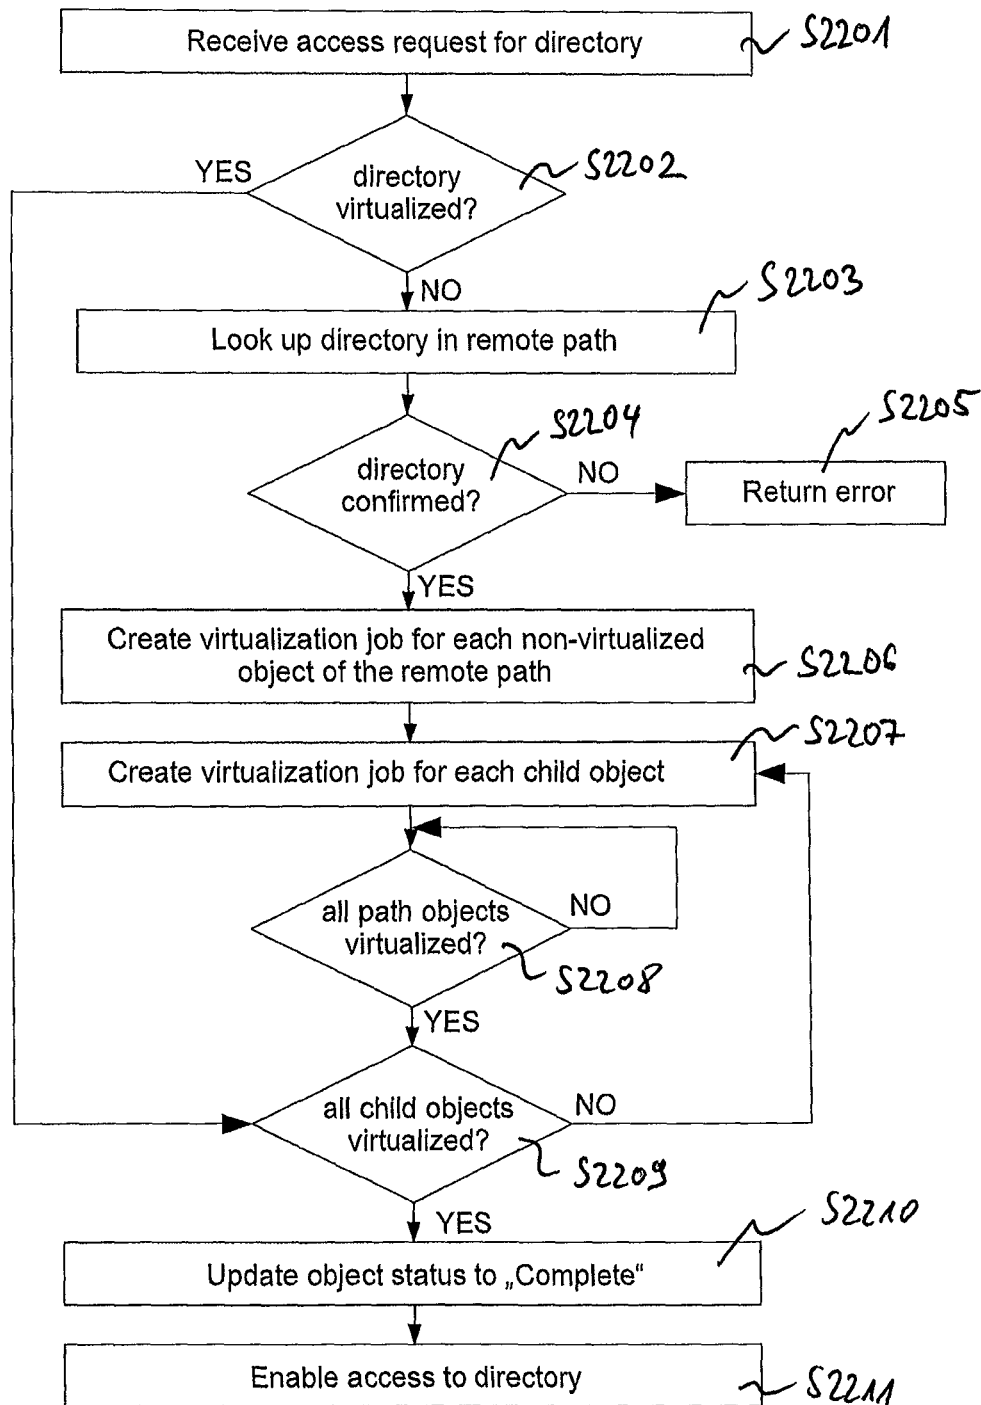 Receive access request for directory
S2201
YES
directory
virtualized?
S2202
NO
S2203
Look up directory in remote path
S2204
S2205
directory
confirmed?
NO
Return error
YES
Create virtualization job for each non-virtualized
object of the remote path
S2206
S2207
Create virtualization job for each child object
all path objects
virtualized?
NO
S2208
YES
all child objects
virtualized?
NO
S2209
YES
S2210
Update object status to „Complete“
Enable access to directory
S2211